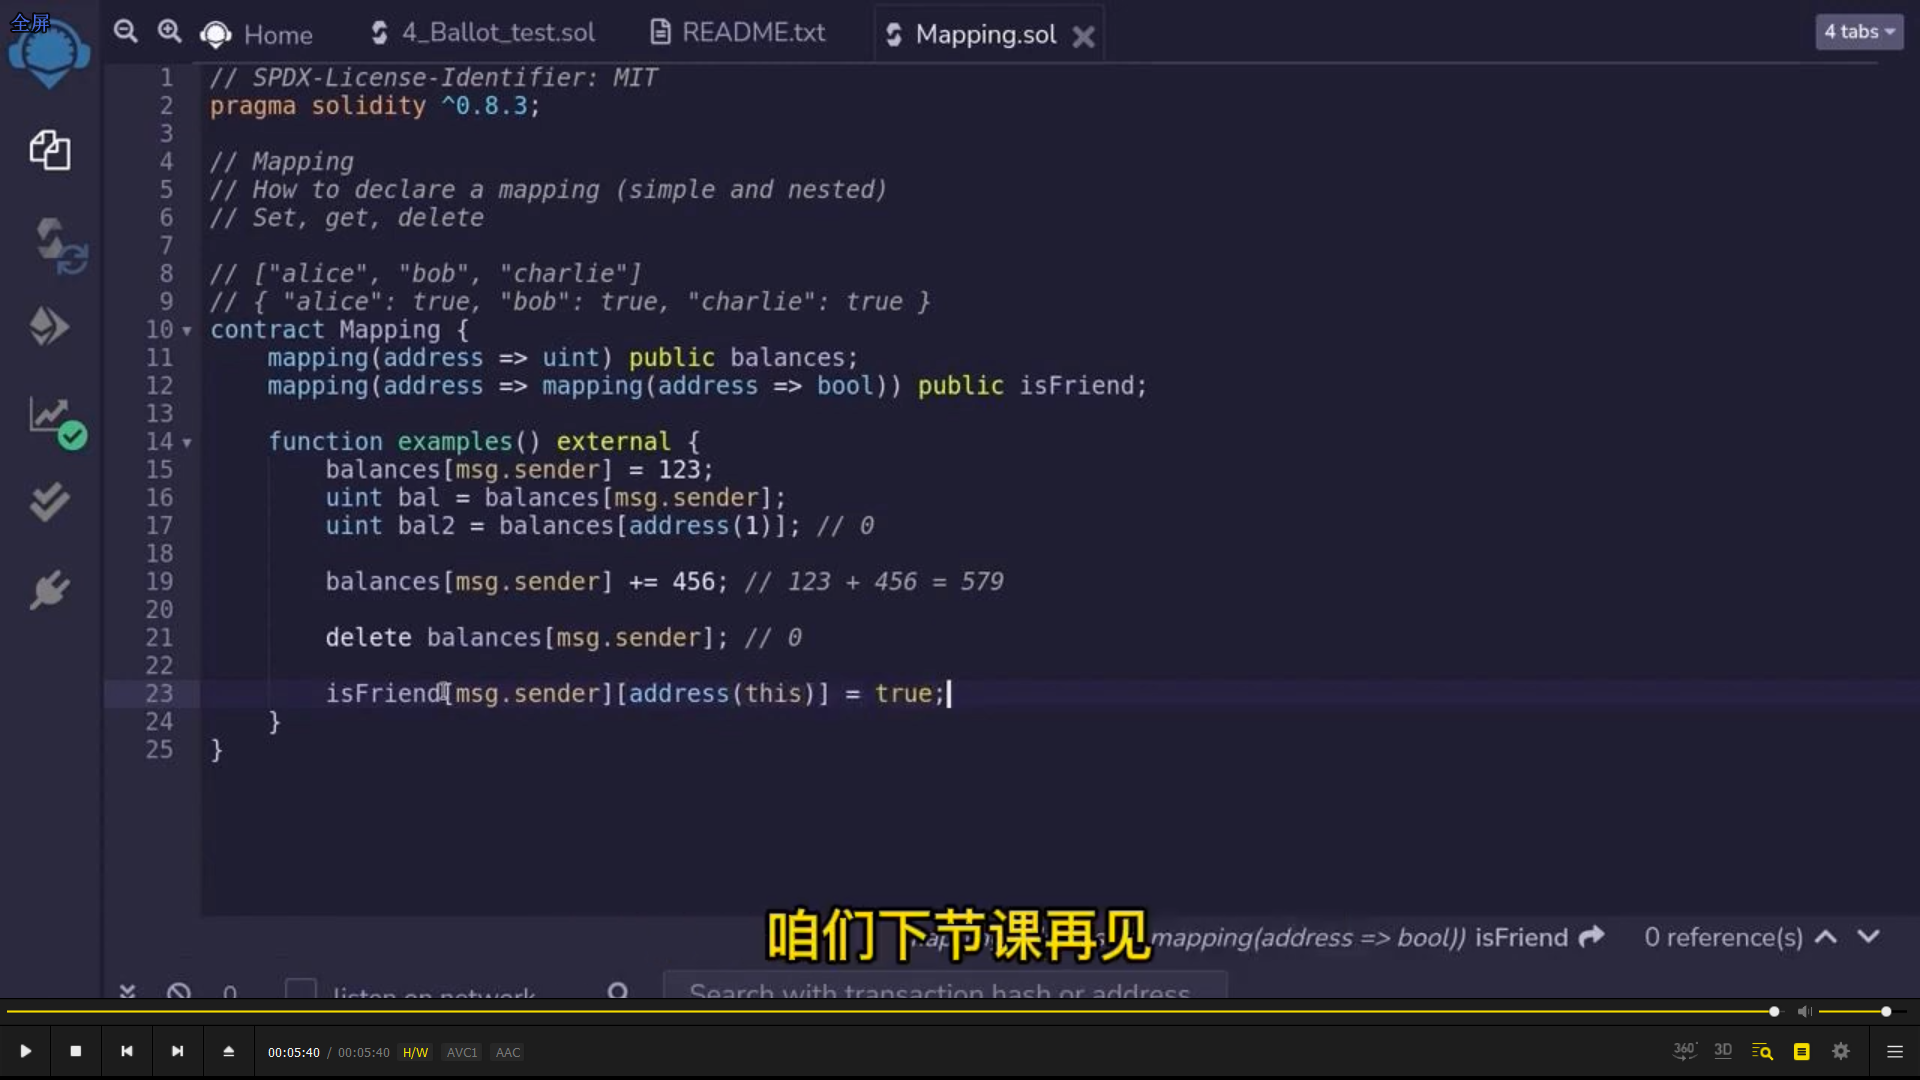 全屏
Home
4_Ballot_test.sol
README.txt
Mapping.sol
4 tabs
1 // SPDX-License-Identifier: MIT
2 pragma solidity ^0.8.3;
3
4 // Mapping
5 // How to declare a mapping (simple and nested)
6 // Set, get, delete
7
8 // ["alice", "bob", "charlie"]
9 // { "alice": true, "bob": true, "charlie": true }
10 contract Mapping {
11 mapping(address => uint) public balances;
12 mapping(address => mapping(address => bool)) public isFriend;
13
14 function examples() external {
15 balances[msg.sender] = 123;
16 uint bal = balances[msg.sender];
17 uint bal2 = balances[address(1)]; // 0
18
19 balances[msg.sender] += 456; // 123 + 456 = 579
20
21 delete balances[msg.sender]; // 0
22
23 isFriend[msg.sender][address(this)] = true;
24 }
25 }
咱们下节课再见
mapping(address => bool)) isFriend
0 reference(s)
0
listen on network
Search with transaction hash or address
00:05:40 / 00:05:40 H/W AVC1 AAC
360°
3D